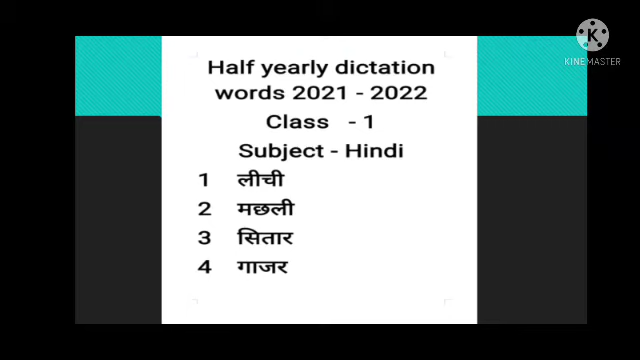 KINEMASTER
Half yearly dictation
words 2021 - 2022
Class - 1
Subject - Hindi
1 लीची
2 मछली
3 सितार
4 गाजर